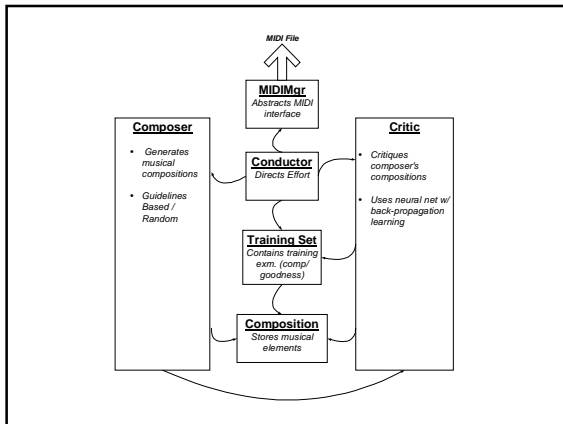 MIDI File
MIDIMgr
Abstracts MIDI
interface
Composer
• Generates
musical
compositions
• Guidelines
Based /
Random
Conductor
Directs Effort
Critic
• Critiques
composer's
compositions
• Uses neural net w/
back-propagation
learning
Training Set
Contains training
exm. (comp/
goodness)
Composition
Stores musical
elements